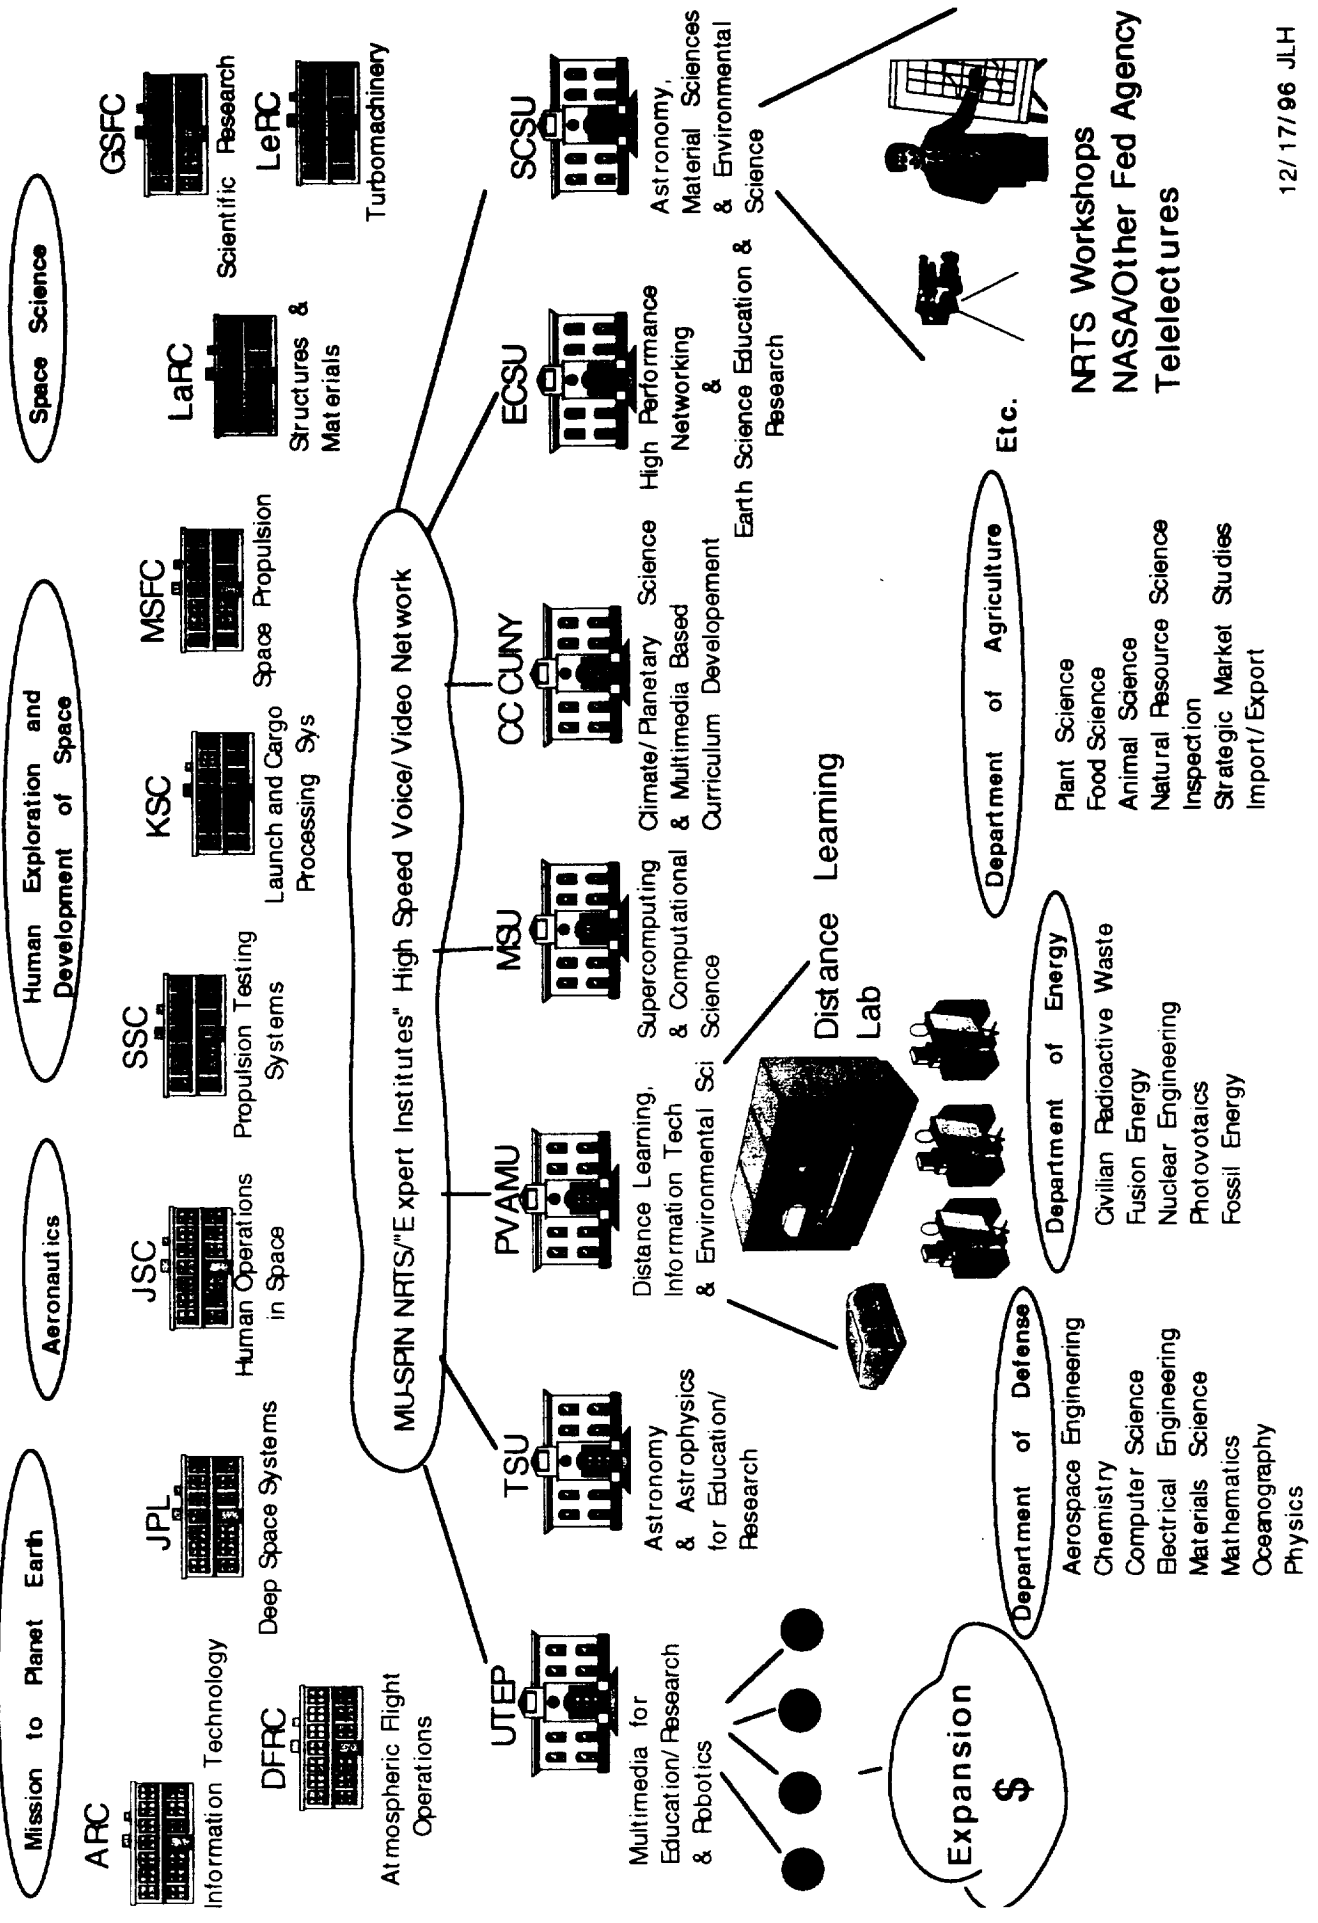 Mission to Planet Earth
Aeronautics
Human Exploration and
Development of Space
Space Science
ARC
Information Technology
DFRC
Atmospheric Flight
Operations
JPL
Deep Space Systems
JSC
Human Operations
in Space
SSC
Propulsion Testing
Systems
KSC
Launch and Cargo
Processing Sys
MSFC
Space Propulsion
LaRC
Structures &
Materials
GSFC
Scientific Research
LeRC
Turbomachinery
MU-SPIN NRTS/"Expert Institutes" High Speed Voice/Video Network
UTEP
Multimedia for
Education/Research
& Robotics
TSU
Astronomy
& Astrophysics
for Education/
Research
PVAMU
Distance Learning,
Information Tech
& Environmental Sci
MSU
Supercomputing
& Computational
Science
CC CUNY
Climate/Planetary Science
& Multimedia Based
Curriculum Developement
ECSU
High Performance
Networking
&
Earth Science Education &
Research
SCSU
Astronomy,
Material Sciences
& Environmental
Science
Distance Learning
Lab
Expansion
$
Department of Defense
Aerospace Engineering
Chemistry
Computer Science
Electrical Engineering
Materials Science
Mathematics
Oceanography
Physics
Department of Energy
Civilian Radioactive Waste
Fusion Energy
Nuclear Engineering
Photovotaics
Fossil Energy
Department of Agriculture
Plant Science
Food Science
Animal Science
Natural Resource Science
Inspection
Strategic Market Studies
Import/Export
Etc.
NRTS Workshops
NASA/Other Fed Agency
Telelectures
12/17/96 JLH